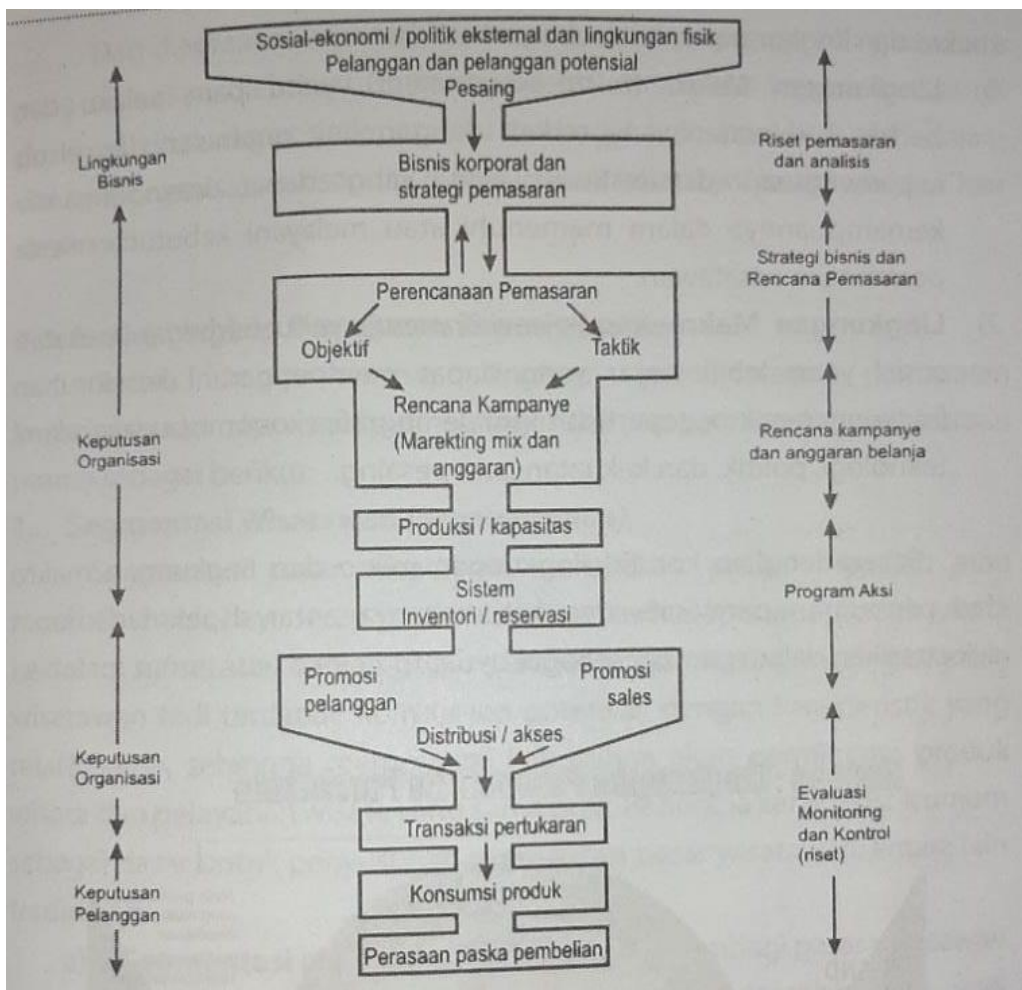 Sosial-ekonomi / politik eksternal dan lingkungan fisik
Pelanggan dan pelanggan potensial
Pesaing
Lingkungan
Bisnis
Bisnis korporat dan
strategi pemasaran
Riset pemasaran
dan analisis
Strategi bisnis dan
Rencana Pemasaran
Perencanaan Pemasaran
Objektif
Taktik
Rencana Kampanye
(Marekting mix dan
anggaran)
Keputusan
Organisasi
Rencana kampanye
dan anggaran belanja
Produksi / kapasitas
Sistem
Inventori / reservasi
Program Aksi
Promosi
pelanggan
Promosi
sales
Distribusi / akses
Keputusan
Organisasi
Transaksi pertukaran
Evaluasi
Monitoring
dan Kontrol
(riset)
Keputusan
Pelanggan
Konsumsi produk
Perasaan paska pembelian